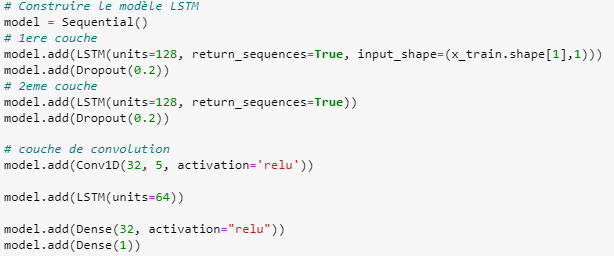 # Construire le modèle LSTM
model = Sequential()
# 1ere couche
model.add(LSTM(units=128, return_sequences=True, input_shape=(x_train.shape[1],1)))
model.add(Dropout(0.2))
# 2eme couche
model.add(LSTM(units=128, return_sequences=True))
model.add(Dropout(0.2))
# couche de convolution
model.add(Conv1D(32, 5, activation='relu'))
model.add(LSTM(units=64))
model.add(Dense(32, activation="relu"))
model.add(Dense(1))